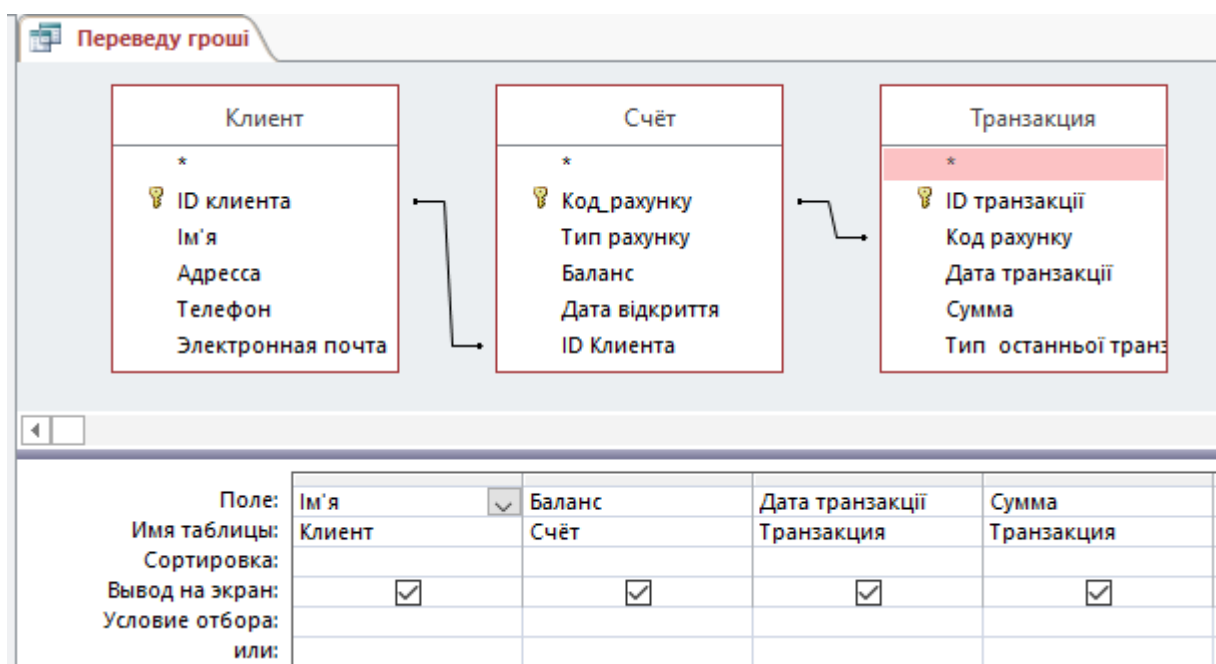 Переведу гроші
Клиент
*
ID клиента
Ім'я
Адресса
Телефон
Электронная почта
Счёт
*
Код_рахунку
Тип рахунку
Баланс
Дата відкриття
ID Клиента
Транзакция
*
ID транзакції
Код рахунку
Дата транзакції
Сумма
Тип останньої
Поле: Ім'я Баланс Дата транзакції Сумма
Имя таблицы: Клиент Счёт Транзакция Транзакция
Сортировка:
Вывод на экран:
Условие отбора:
или: